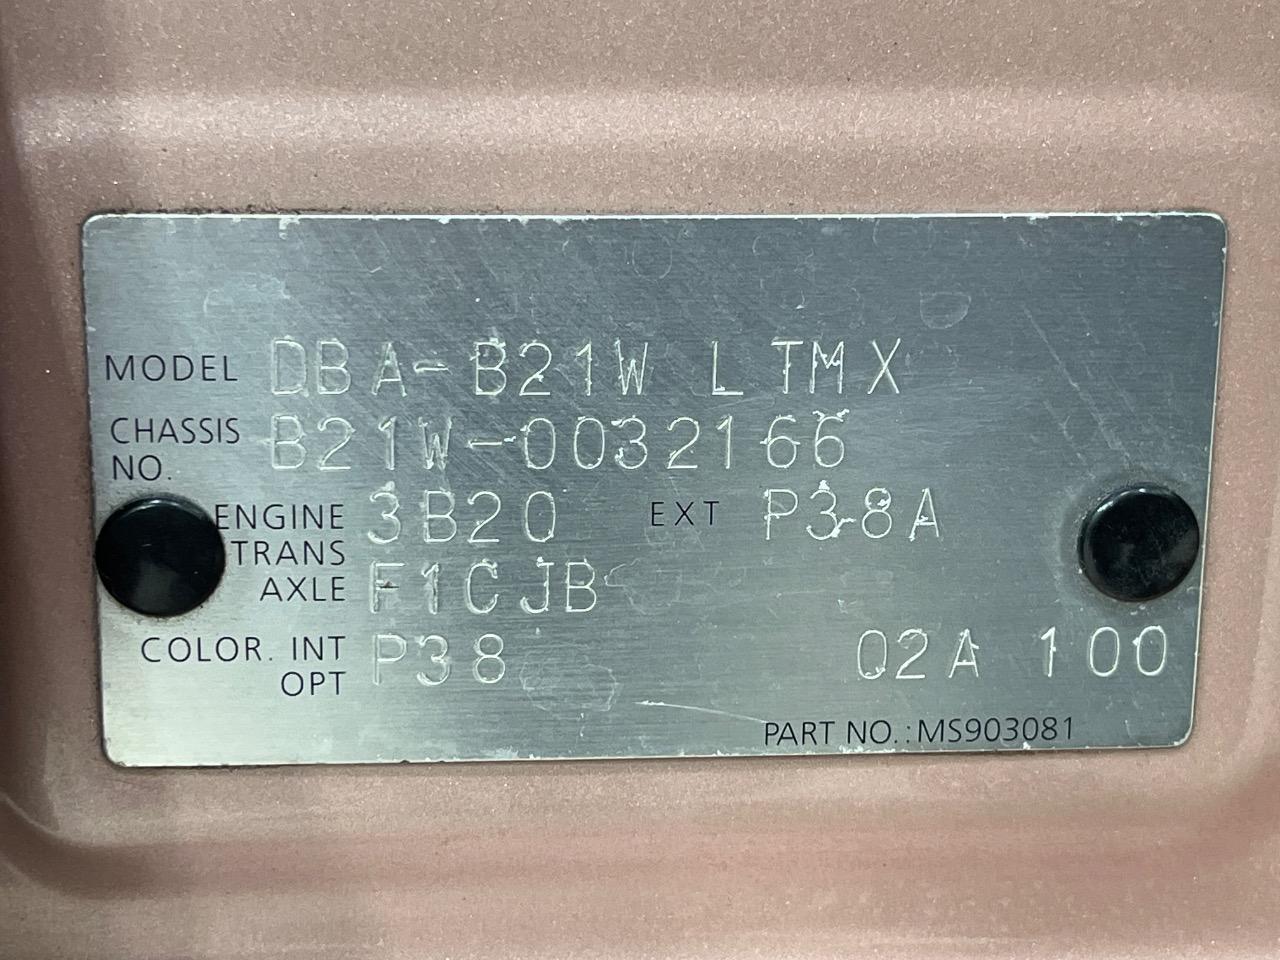 MODEL DBA-B21W LTMX
CHASSIS NO. B21W-0032166
ENGINE 3B20 EXT P38A
TRANS AXLE F1CJB
COLOR. INT P38 02A 100
OPT
PART NO.:MS903081